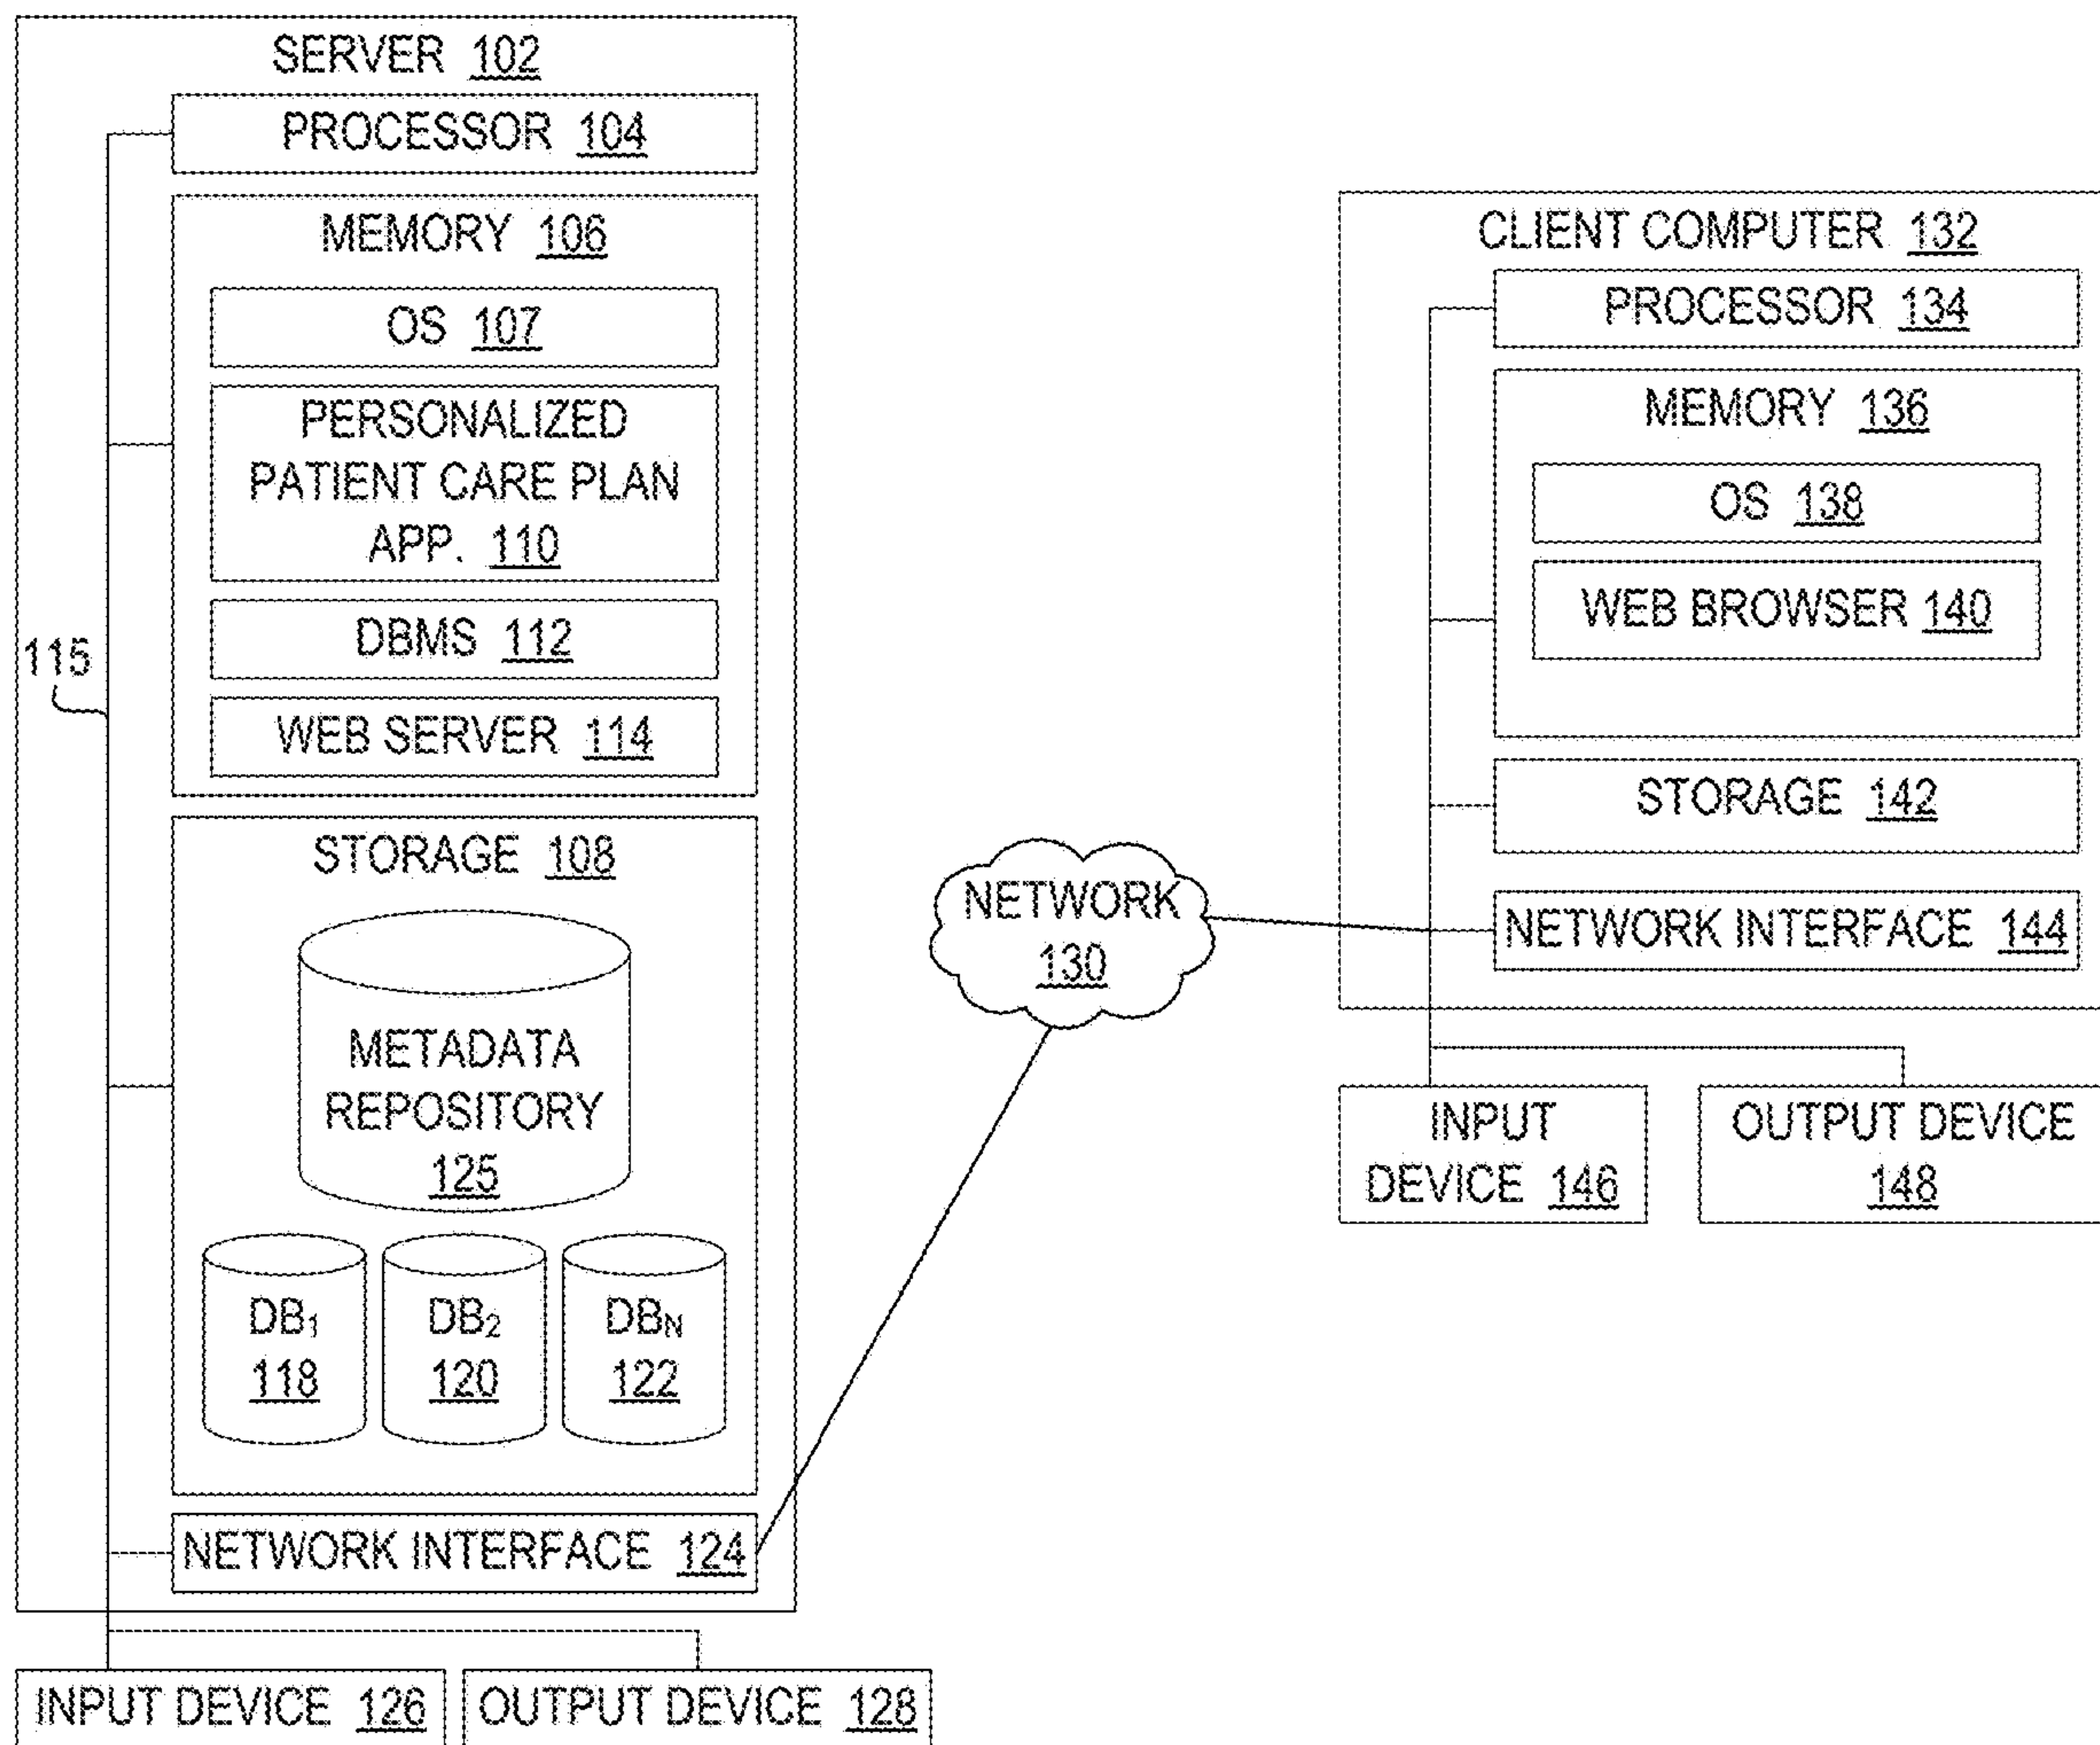 SERVER 102
PROCESSOR 104
MEMORY 106
OS 107
PERSONALIZED
PATIENT CARE PLAN
APP. 110
DBMS 112
WEB SERVER 114
115
STORAGE 108
METADATA
REPOSITORY
125
DB1
118
DB2
120
DBN
122
NETWORK INTERFACE 124
INPUT DEVICE 126
OUTPUT DEVICE 128
NETWORK
130
CLIENT COMPUTER 132
PROCESSOR 134
MEMORY 136
OS 138
WEB BROWSER 140
STORAGE 142
NETWORK INTERFACE 144
INPUT
DEVICE 146
OUTPUT DEVICE
148